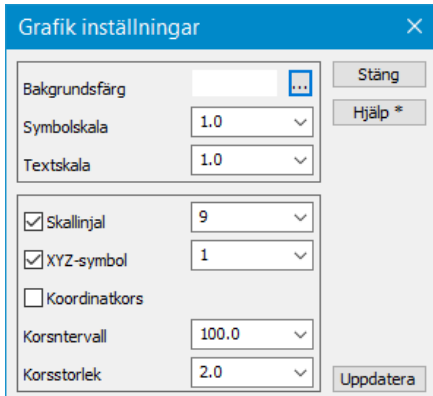 Grafik inställningar
Bakgrundsfärg ... Stäng
Symbolskala 1.0 Hjälp *
Textskala 1.0
Skallinjal 9
XYZ-symbol 1
Koordinatkors
Korsntervall 100.0
Korsstorlek 2.0 Uppdatera